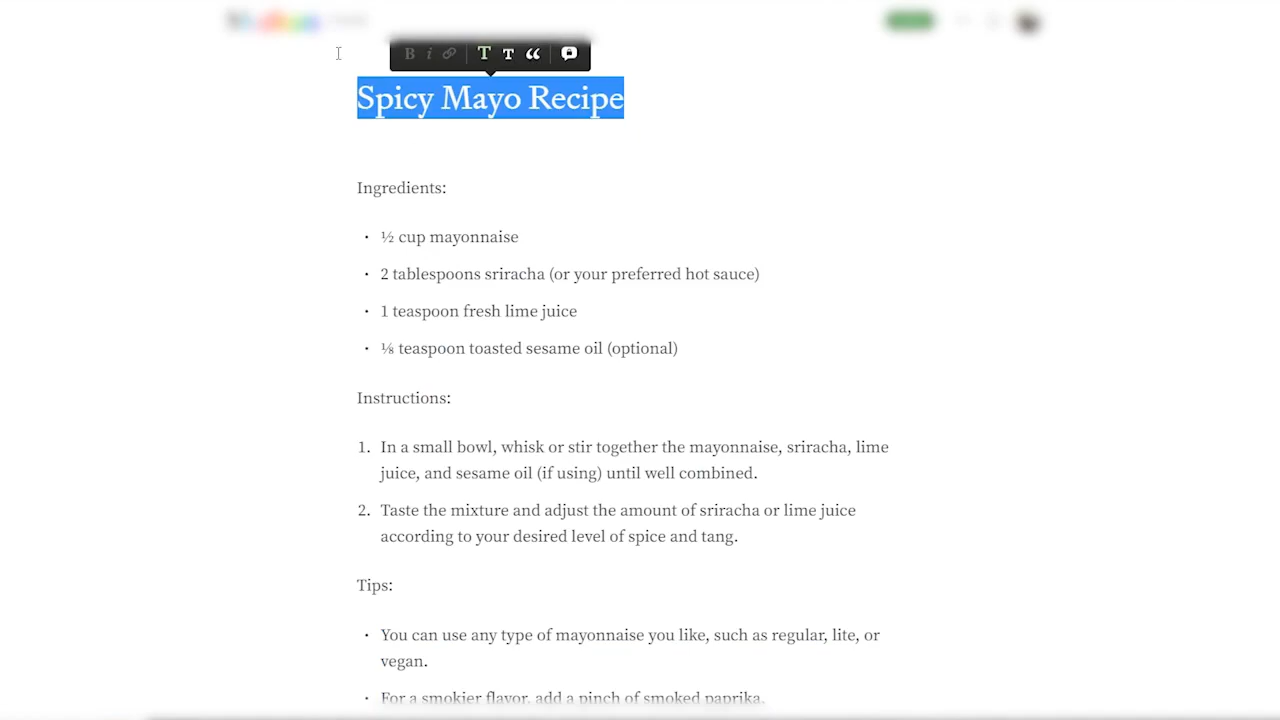 B i T T
Spicy Mayo Recipe
Ingredients:
• ½ cup mayonnaise
• 2 tablespoons sriracha (or your preferred hot sauce)
• 1 teaspoon fresh lime juice
• ⅛ teaspoon toasted sesame oil (optional)
Instructions:
1. In a small bowl, whisk or stir together the mayonnaise, sriracha, lime
juice, and sesame oil (if using) until well combined.
2. Taste the mixture and adjust the amount of sriracha or lime juice
according to your desired level of spice and tang.
Tips:
• You can use any type of mayonnaise you like, such as regular, lite, or
vegan.
• For a smokier flavor, add a pinch of smoked paprika.